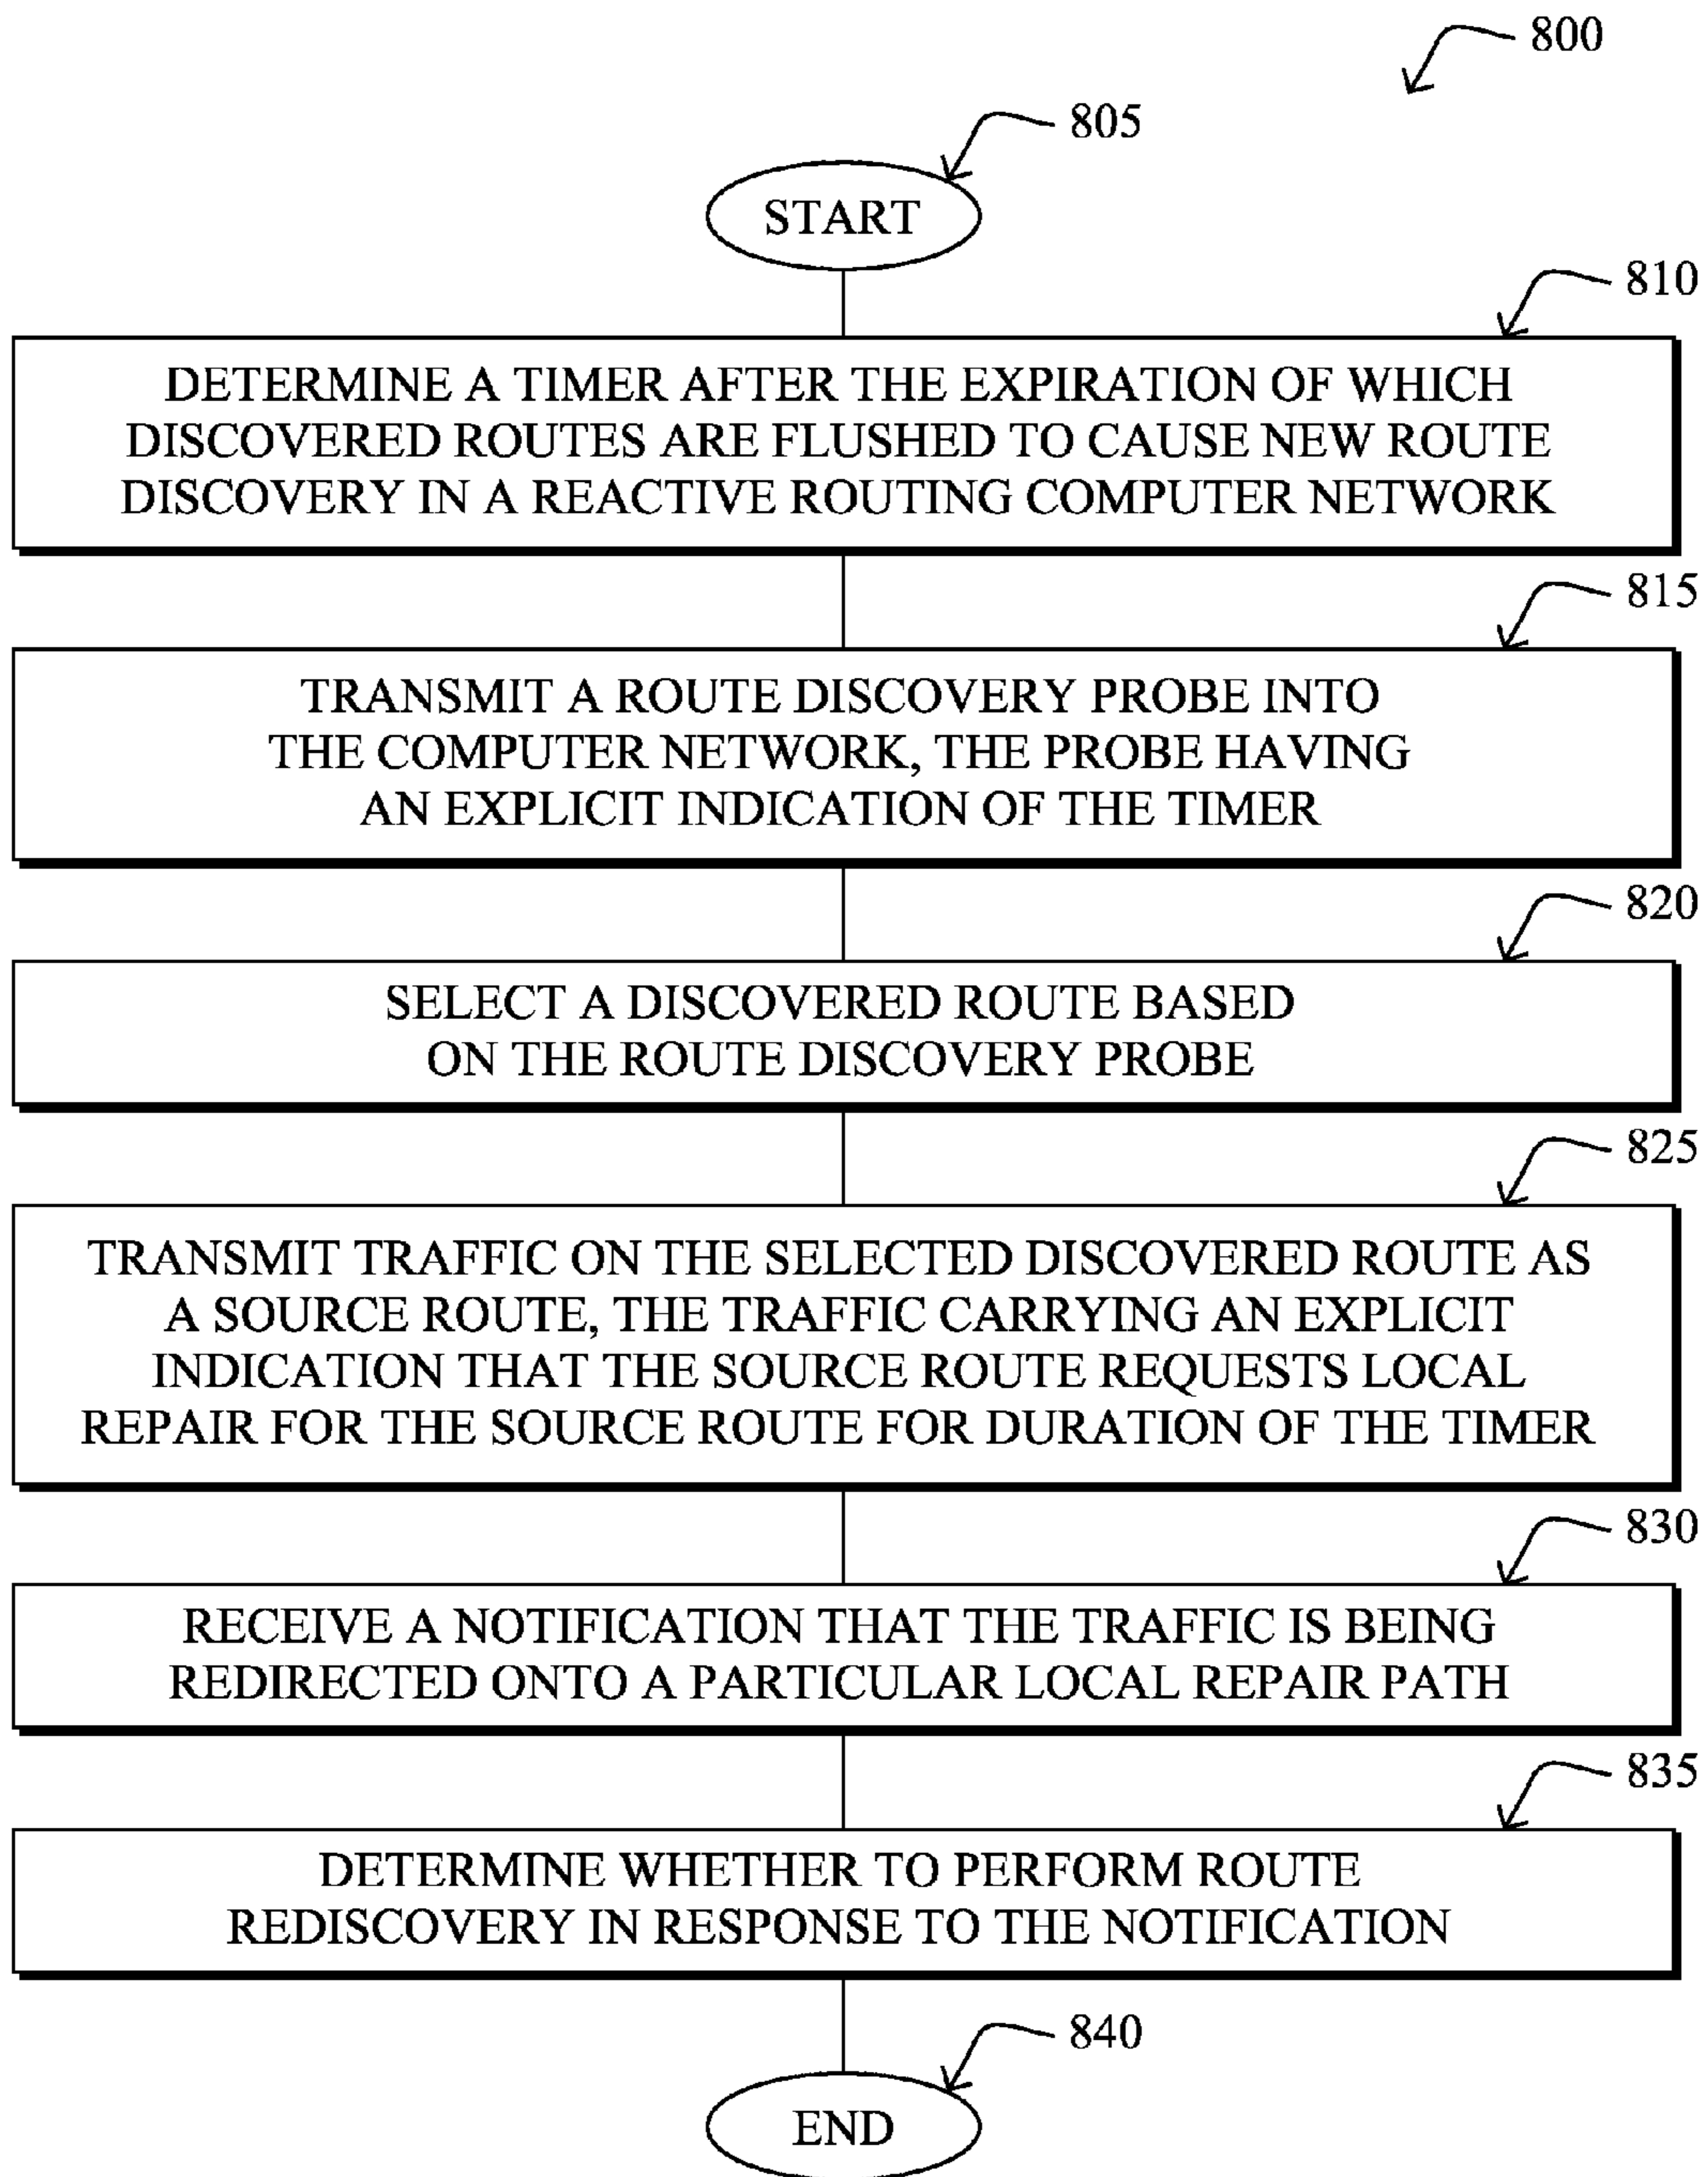 800
805
START
810
DETERMINE A TIMER AFTER THE EXPIRATION OF WHICH
DISCOVERED ROUTES ARE FLUSHED TO CAUSE NEW ROUTE
DISCOVERY IN A REACTIVE ROUTING COMPUTER NETWORK
815
TRANSMIT A ROUTE DISCOVERY PROBE INTO
THE COMPUTER NETWORK, THE PROBE HAVING
AN EXPLICIT INDICATION OF THE TIMER
820
SELECT A DISCOVERED ROUTE BASED
ON THE ROUTE DISCOVERY PROBE
825
TRANSMIT TRAFFIC ON THE SELECTED DISCOVERED ROUTE AS
A SOURCE ROUTE, THE TRAFFIC CARRYING AN EXPLICIT
INDICATION THAT THE SOURCE ROUTE REQUESTS LOCAL
REPAIR FOR THE SOURCE ROUTE FOR DURATION OF THE TIMER
830
RECEIVE A NOTIFICATION THAT THE TRAFFIC IS BEING
REDIRECTED ONTO A PARTICULAR LOCAL REPAIR PATH
835
DETERMINE WHETHER TO PERFORM ROUTE
REDISCOVERY IN RESPONSE TO THE NOTIFICATION
840
END